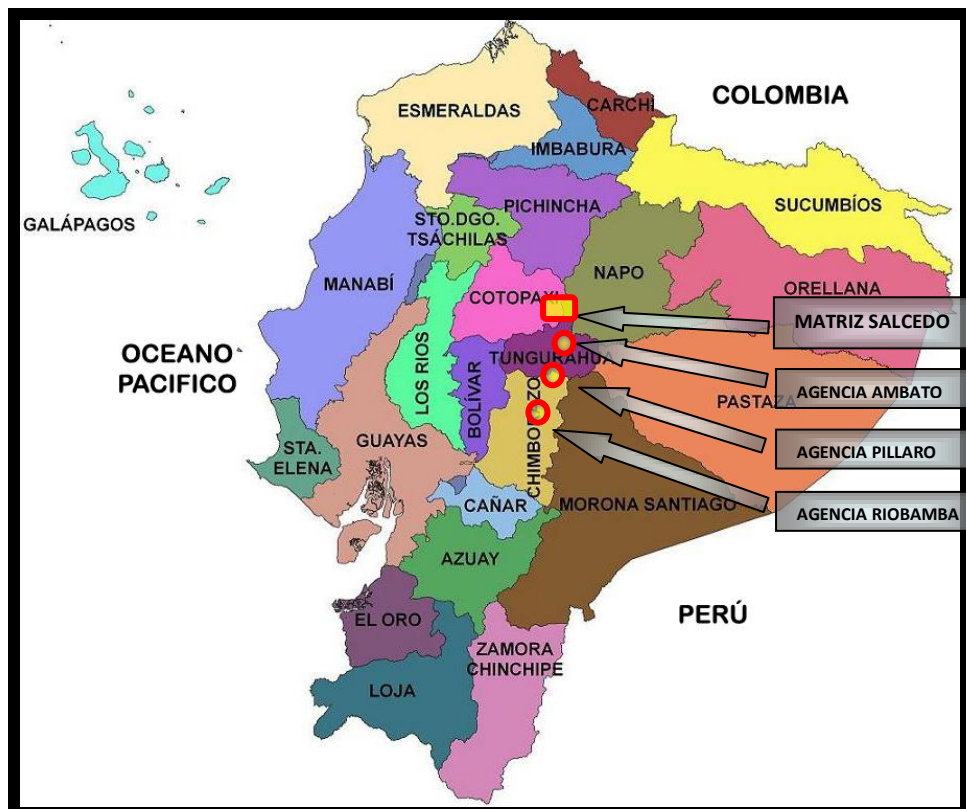 COLOMBIA
ESMERALDAS
CARCHI
IMBABURA
GALÁPAGOS
PICHINCHA
SUCUMBÍOS
STO.DGO.
TSÁCHILAS
NAPO
MANABÍ
COTOPAXI
ORELLANA
MATRIZ SALCEDO
OCEANO
PACIFICO
LOS RIOS
TUNGURAHUA
BOLÍVAR
AGENCIA AMBATO
PASTAZA
CHIMBORAZO
GUAYAS
STA.
ELENA
AGENCIA PILLARO
CAÑAR
MORONA SANTIAGO
AGENCIA RIOBAMBA
AZUAY
PERÚ
EL ORO
ZAMORA
CHINCHIPE
LOJA